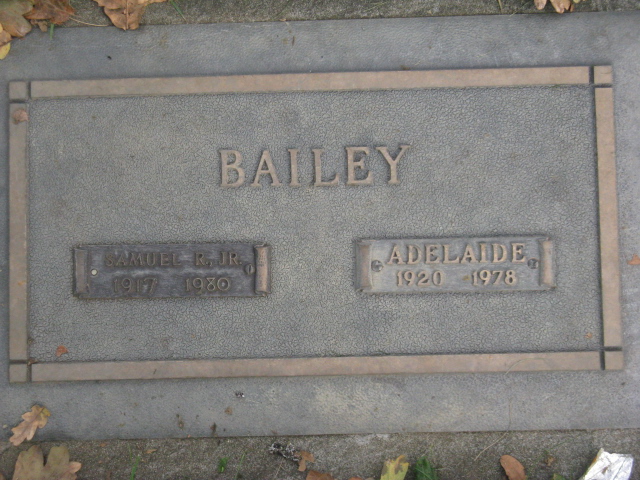 BAILEY
SAMUEL R., JR.
1917 1980
ADELAIDE
1920 1978